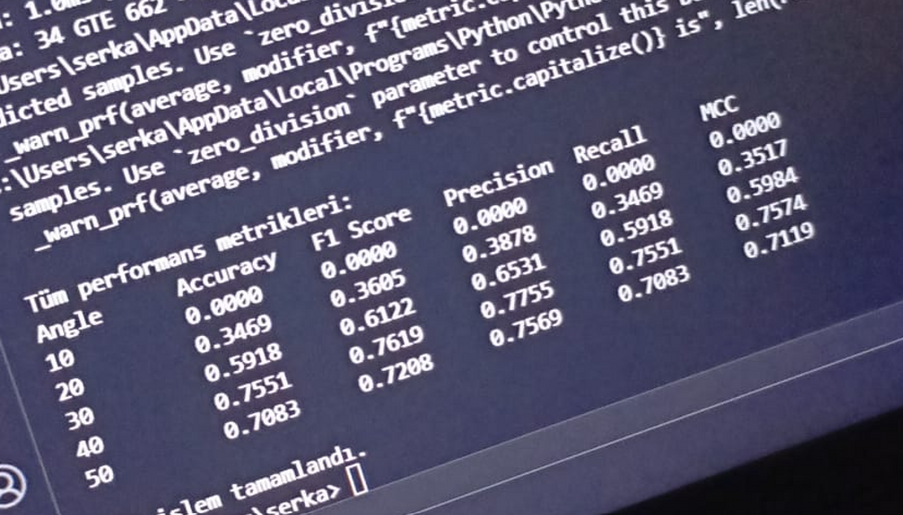 : 1.0m
a: 34 GTE 662
Users\serka\AppData\Loc
dicted samples. Use `zero_divisi
_warn_prf(average, modifier, f"{metric.c
:\Users\serka\AppData\Local\Programs\Python\Pyth
samples. Use `zero_division` parameter to control this
_warn_prf(average, modifier, f"{metric.capitalize()} is", len(
Tüm performans metrikleri:
Angle Accuracy F1 Score Precision Recall MCC
10 0.0000 0.0000 0.0000 0.0000 0.0000
20 0.3469 0.3605 0.3878 0.3469 0.3517
30 0.5918 0.6122 0.6531 0.5918 0.5984
40 0.7551 0.7619 0.7755 0.7551 0.7574
50 0.7083 0.7208 0.7569 0.7083 0.7119
işlem tamamlandı.
\serka>